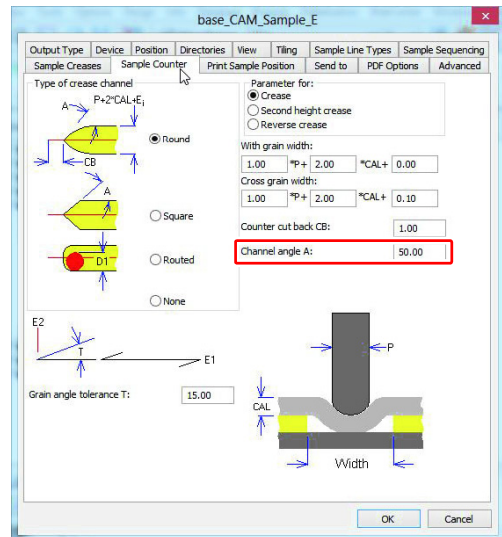 base_CAM_Sample_E
Output Type Device Position Directories View Tiling Sample Line Types Sample Sequencing
Sample Creases Sample Counter Print Sample Position Send to PDF Options Advanced
Type of crease channel
P+2*CAL+Ei
A
CB
Round
A
Square
D1
Routed
None
Parameter for:
Crease
Second height crease
Reverse crease
With grain width:
1.00 *P+ 2.00 *CAL+ 0.00
Cross grain width:
1.00 *P+ 2.00 *CAL+ 0.10
Counter cut back CB: 1.00
Channel angle A: 50.00
E2
T
E1
Grain angle tolerance T: 15.00
P
CAL
Width
OK Cancel